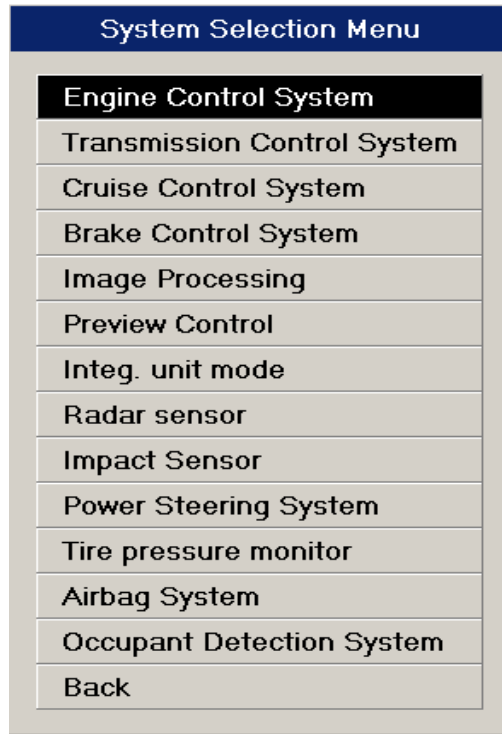 System Selection Menu
Engine Control System
Transmission Control System
Cruise Control System
Brake Control System
Image Processing
Preview Control
Integ. unit mode
Radar sensor
Impact Sensor
Power Steering System
Tire pressure monitor
Airbag System
Occupant Detection System
Back